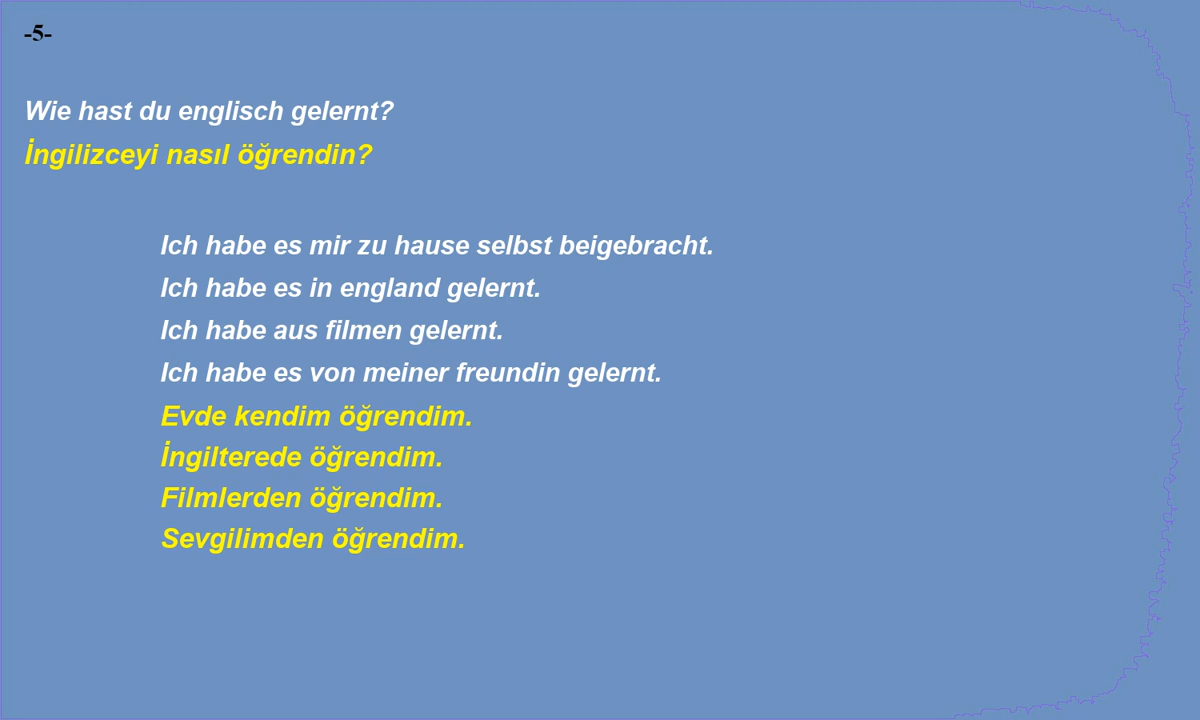 -5-
Wie hast du englisch gelernt?
İngilizceyi nasıl öğrendin?
Ich habe es mir zu hause selbst beigebracht.
Ich habe es in england gelernt.
Ich habe aus filmen gelernt.
Ich habe es von meiner freundin gelernt.
Evde kendim öğrendim.
İngilterede öğrendim.
Filmlerden öğrendim.
Sevgilimden öğrendim.